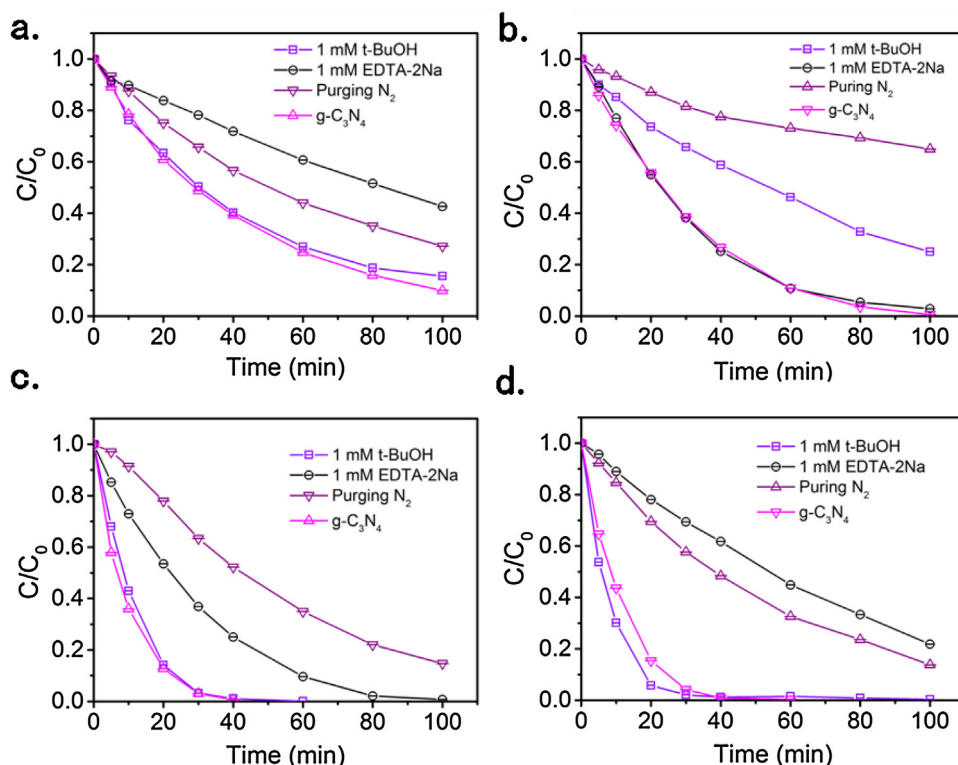 a.
1 mM t-BuOH
1 mM EDTA-2Na
Purging N₂
g-C₃N₄
1.0
0.8
0.6
0.4
0.2
0.0
C/C₀
0 20 40 60 80 100
Time (min)
b.
1 mM t-BuOH
1 mM EDTA-2Na
Puring N₂
g-C₃N₄
1.0
0.8
0.6
0.4
0.2
0.0
C/C₀
0 20 40 60 80 100
Time (min)
c.
1 mM t-BuOH
1 mM EDTA-2Na
Purging N₂
g-C₃N₄
1.0
0.8
0.6
0.4
0.2
0.0
C/C₀
0 20 40 60 80 100
Time (min)
d.
1 mM t-BuOH
1 mM EDTA-2Na
Puring N₂
g-C₃N₄
1.0
0.8
0.6
0.4
0.2
0.0
C/C₀
0 20 40 60 80 100
Time (min)